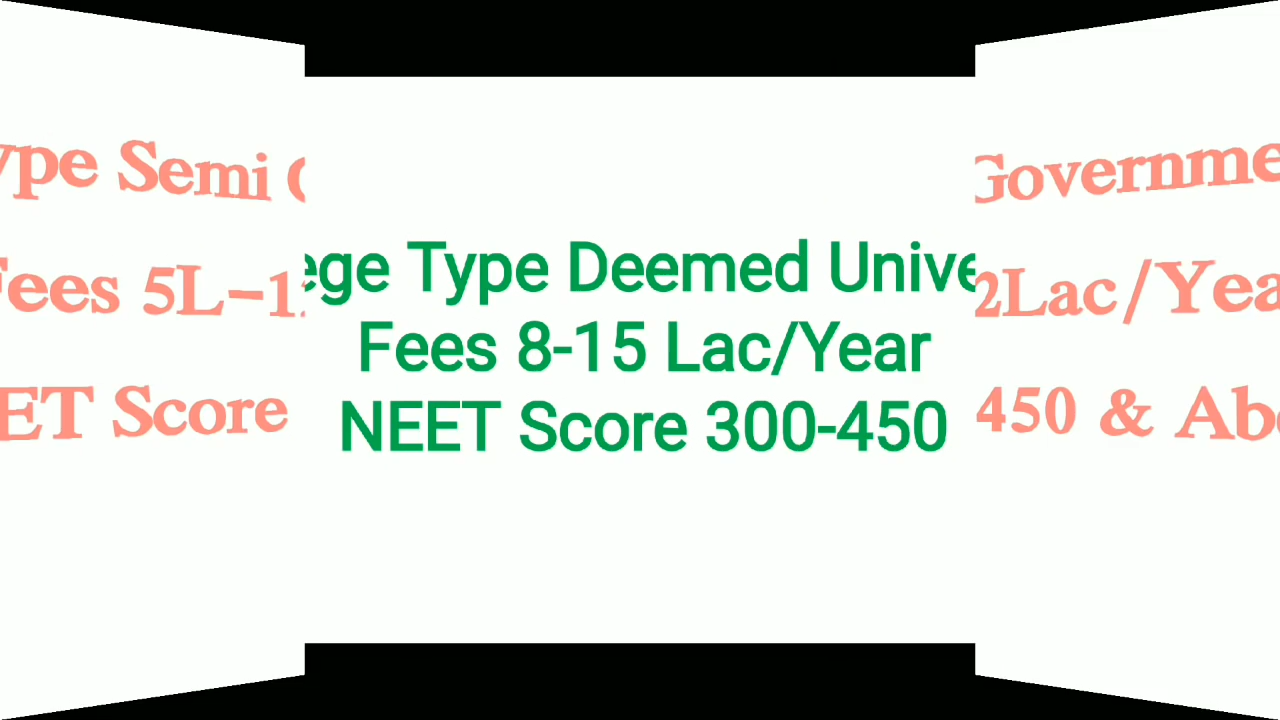 ype Semi
Governme
Fees 5L-1
2Lac/Yea
ET Score
450 & Abo
ege Type Deemed Unive
Fees 8-15 Lac/Year
NEET Score 300-450